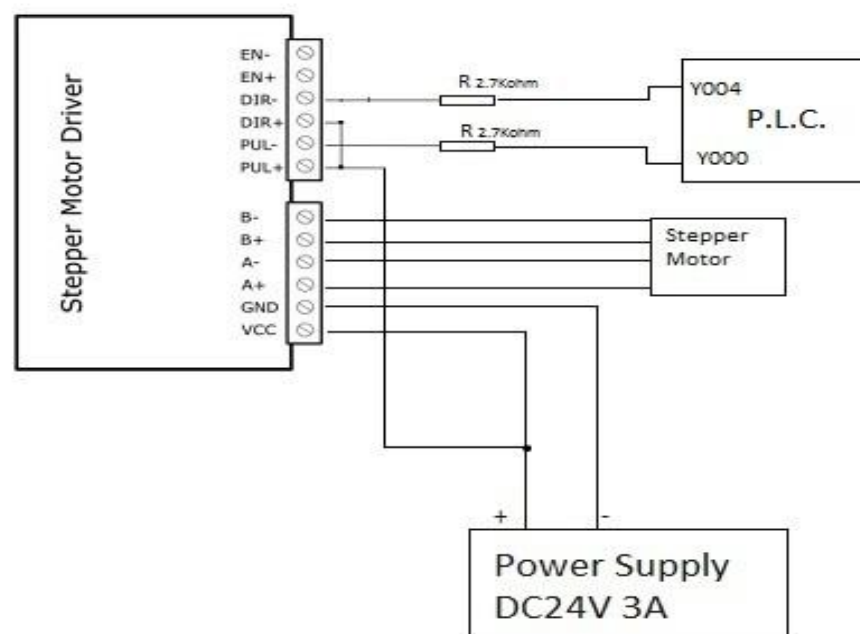 Stepper Motor Driver
EN-
EN+
DIR-
DIR+
PUL-
PUL+
B-
B+
A-
A+
GND
VCC
R 2.7Kohm
R 2.7Kohm
Y004
P.L.C.
Y000
Stepper
Motor
+ -
Power Supply
DC24V 3A